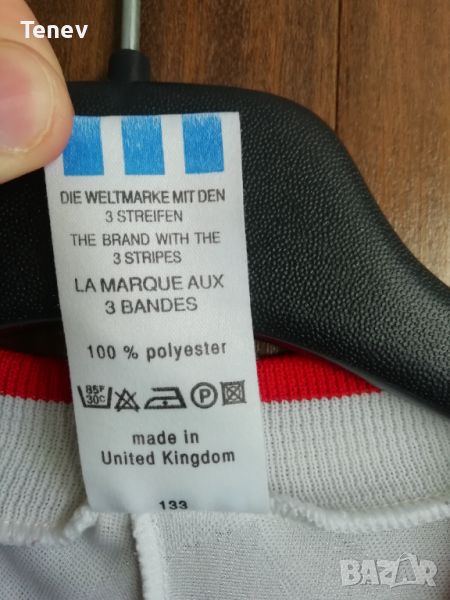 Tenev
DIE WELTMARKE MIT DEN
3 STREIFEN
THE BRAND WITH THE
3 STRIPES
LA MARQUE AUX
3 BANDES
100 % polyester
85F
30C
P
made in
United Kingdom
133
BAZAR